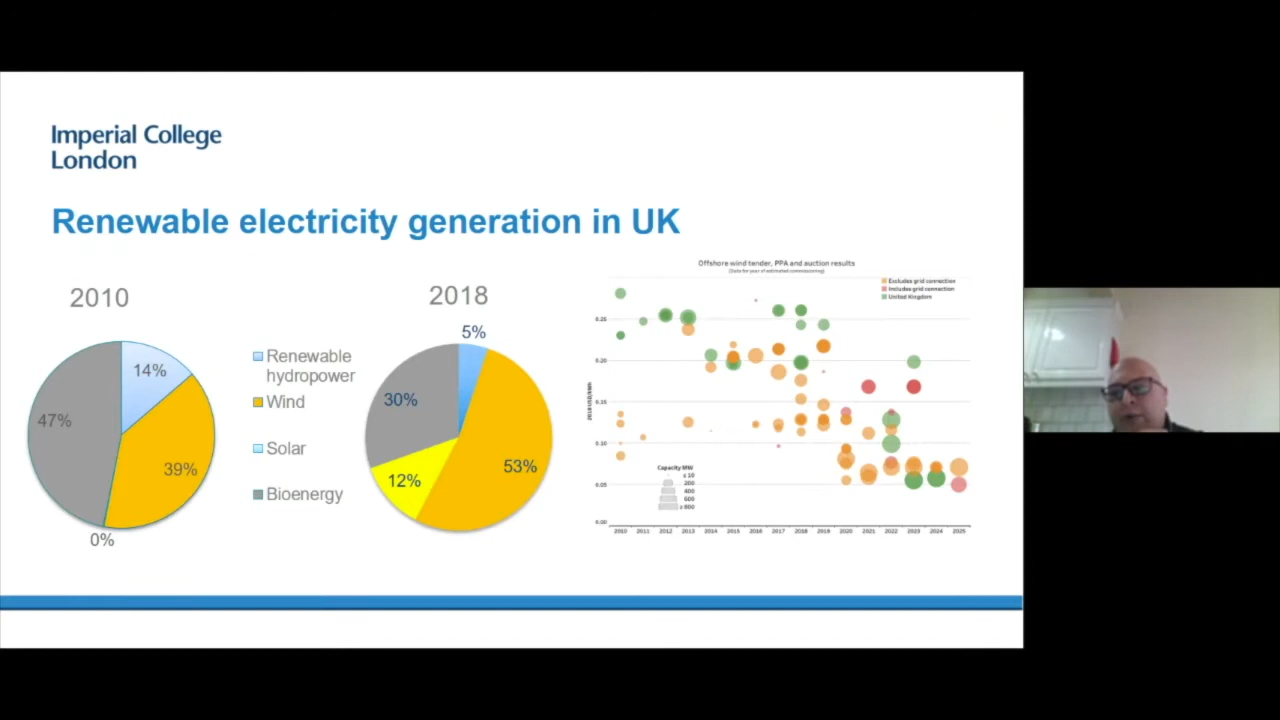 Imperial College
London
Renewable electricity generation in UK
2010
14%
39%
47%
0%
Renewable
hydropower
Wind
Solar
Bioenergy
2018
5%
53%
12%
30%
Offshore wind tender, PPA and auction results
(Data for year of estimated commissioning)
Excludes grid connection
Includes grid connection
United Kingdom
2018 USD/kWh
0.25
0.20
0.15
0.10
0.05
0.00
Capacity MW
≤ 10
200
400
600
≥ 800
2010 2011 2012 2013 2014 2015 2016 2017 2018 2019 2020 2021 2022 2023 2024 2025